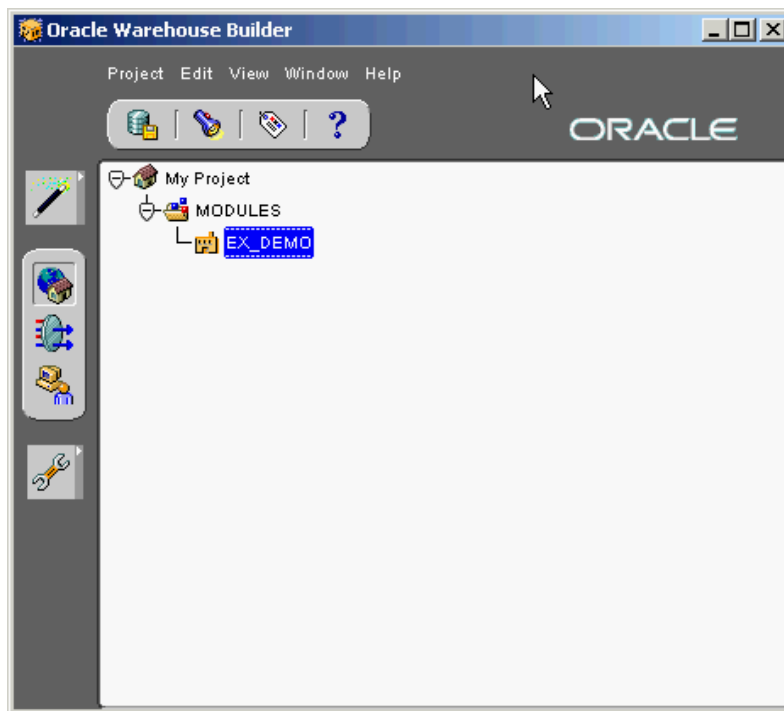 Oracle Warehouse Builder
Project Edit View Window Help
ORACLE
My Project
MODULES
EX_DEMO